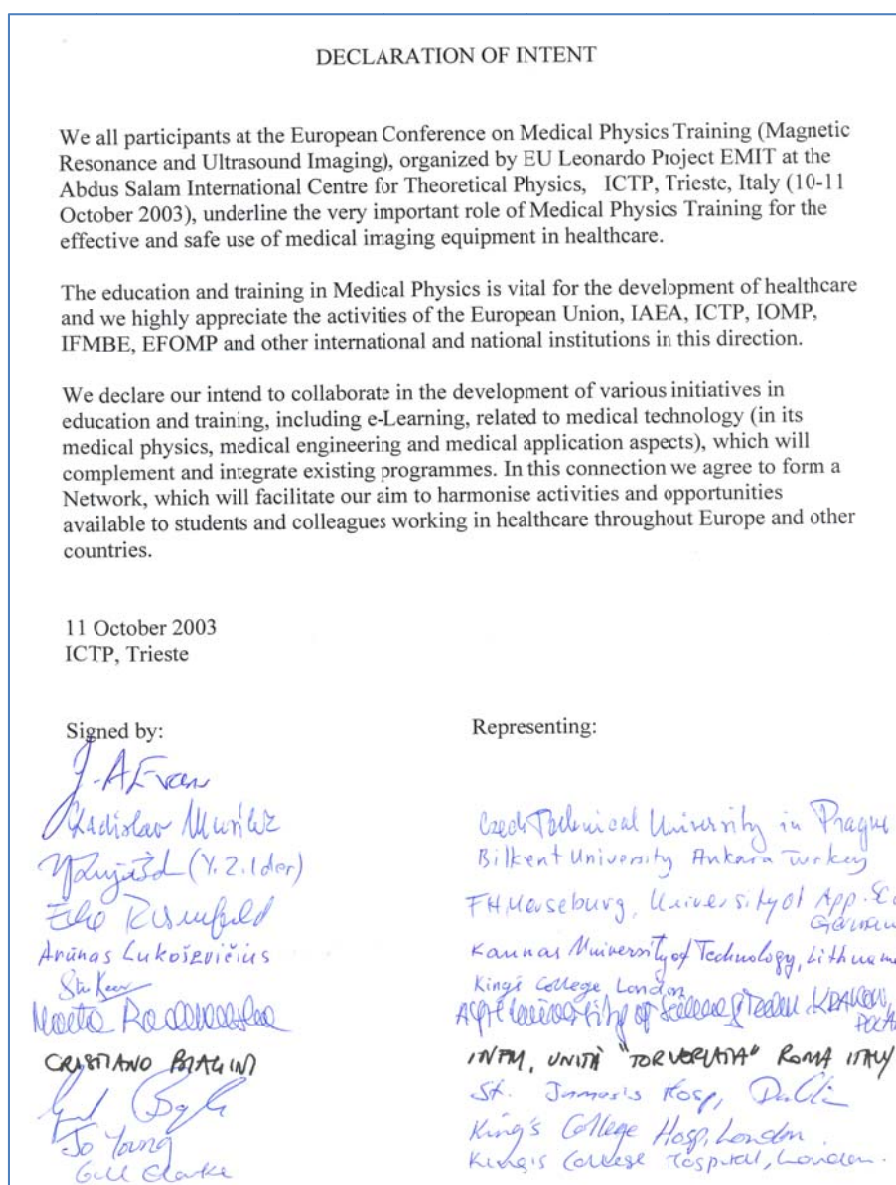 DECLARATION OF INTENT
We all participants at the European Conference on Medical Physics Training (Magnetic
Resonance and Ultrasound Imaging), organized by EU Leonardo Project EMIT at the
Abdus Salam International Centre for Theoretical Physics, ICTP, Trieste, Italy (10-11
October 2003), underline the very important role of Medical Physics Training for the
effective and safe use of medical imaging equipment in healthcare.
The education and training in Medical Physics is vital for the development of healthcare
and we highly appreciate the activities of the European Union, IAEA, ICTP, IOMP,
IFMBE, EFOMP and other international and national institutions in this direction.
We declare our intend to collaborate in the development of various initiatives in
education and training, including e-Learning, related to medical technology (in its
medical physics, medical engineering and medical application aspects), which will
complement and integrate existing programmes. In this connection we agree to form a
Network, which will facilitate our aim to harmonise activities and opportunities
available to students and colleagues working in healthcare throughout Europe and other
countries.
11 October 2003
ICTP, Trieste
Signed by: Representing:
J.A Evans
Czech Technical University in Prague
(Y. Z. Ider) Bilkent University Ankara Turkey
FH Merseburg, University of App. Sc.
Arūnas Lukoševičius Kaunas University of Technology, Lithuania
King's College London
University of KRAKOW,
CRISTIANO INFM, UNITÀ "TORVERGATA" ROMA ITALY
St. James's Hosp, Dublin
Jo Young King's College Hosp, London.
Gill Clarke King's College Hospital, London.